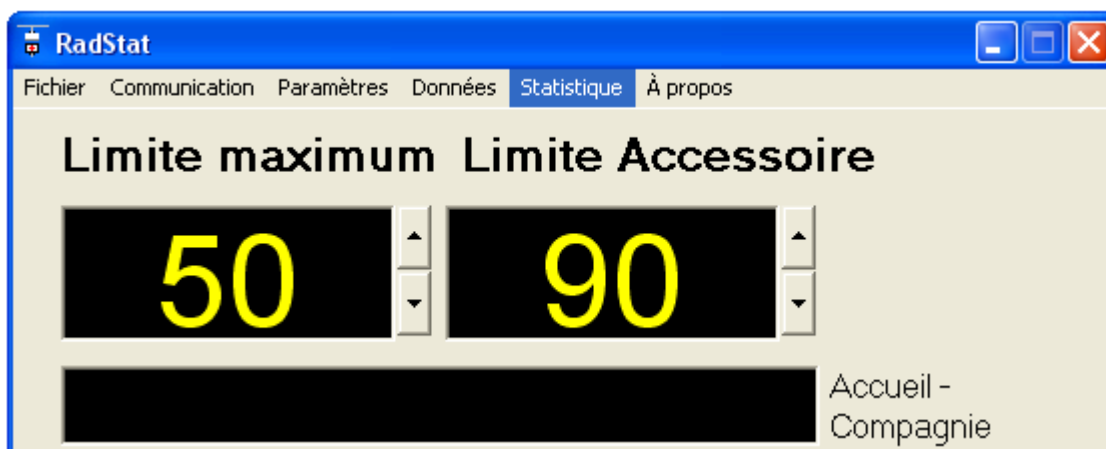 RadStat
Fichier Communication Paramètres Données Statistique À propos
Limite maximum Limite Accessoire
50 90
Accueil -
Compagnie